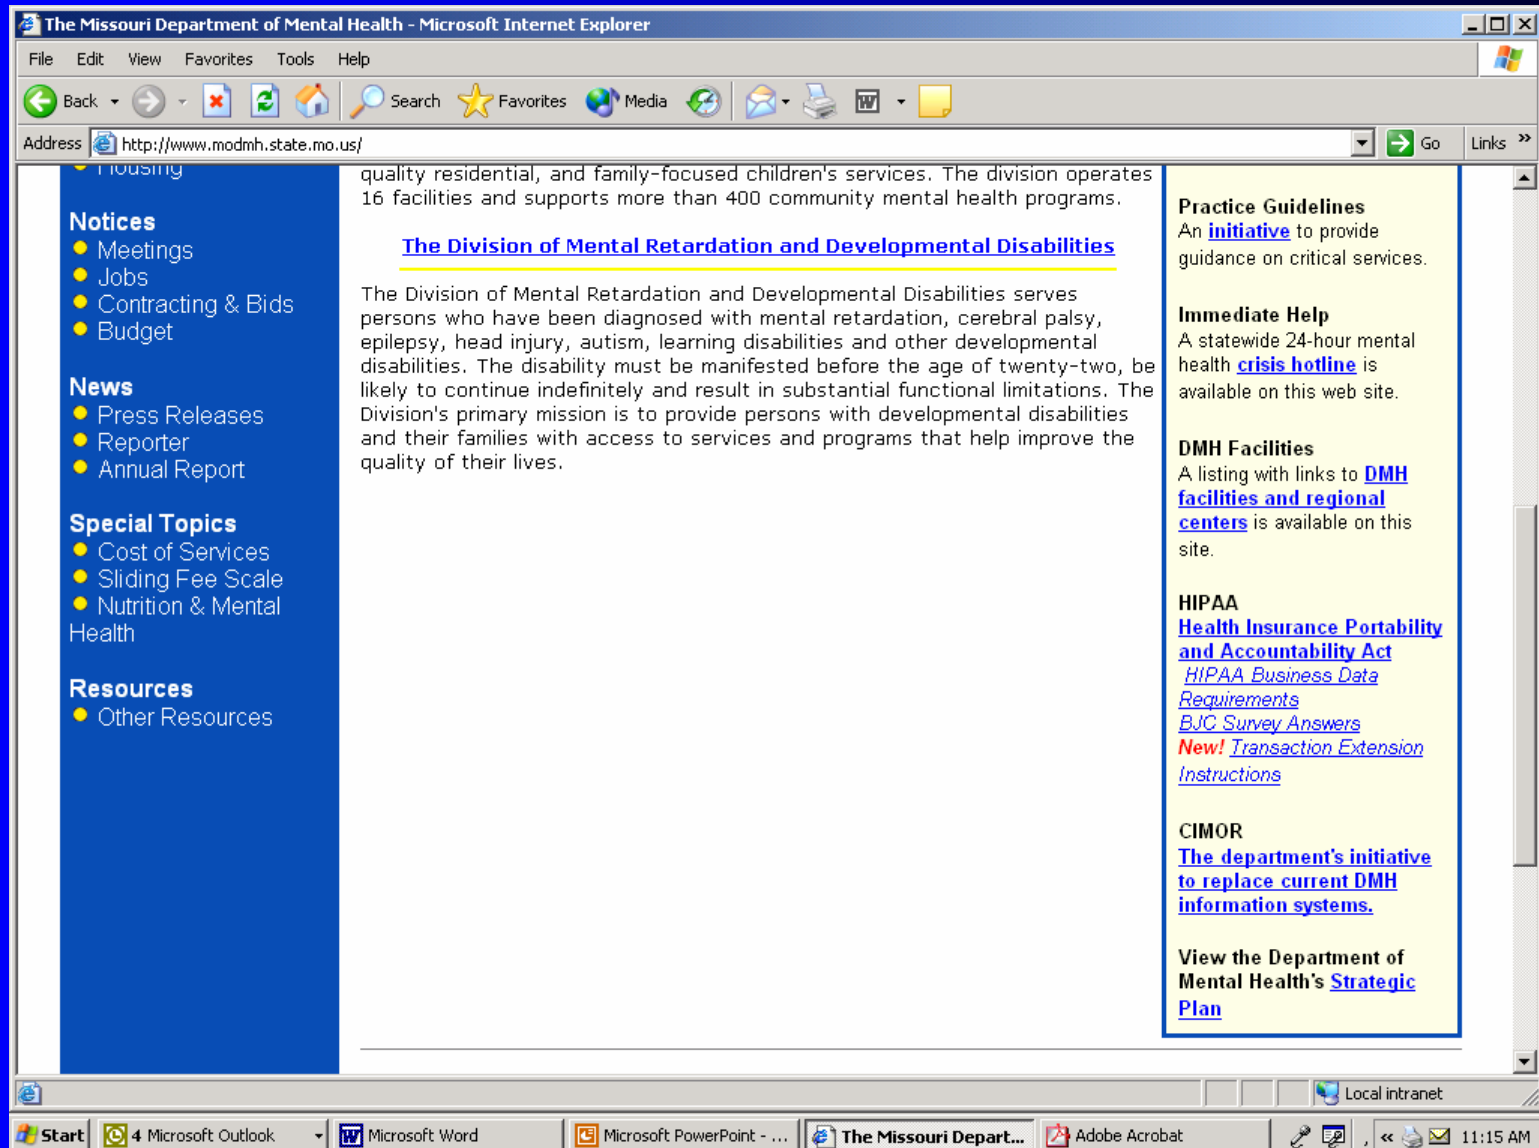 The Missouri Department of Mental Health - Microsoft Internet Explorer
File Edit View Favorites Tools Help
Back Search Favorites Media
Address http://www.modmh.state.mo.us/ Go Links »
Housing
Notices
Meetings
Jobs
Contracting & Bids
Budget
News
Press Releases
Reporter
Annual Report
Special Topics
Cost of Services
Sliding Fee Scale
Nutrition & Mental
Health
Resources
Other Resources
quality residential, and family-focused children's services. The division operates
16 facilities and supports more than 400 community mental health programs.
The Division of Mental Retardation and Developmental Disabilities
The Division of Mental Retardation and Developmental Disabilities serves
persons who have been diagnosed with mental retardation, cerebral palsy,
epilepsy, head injury, autism, learning disabilities and other developmental
disabilities. The disability must be manifested before the age of twenty-two, be
likely to continue indefinitely and result in substantial functional limitations. The
Division's primary mission is to provide persons with developmental disabilities
and their families with access to services and programs that help improve the
quality of their lives.
Practice Guidelines
An initiative to provide
guidance on critical services.
Immediate Help
A statewide 24-hour mental
health crisis hotline is
available on this web site.
DMH Facilities
A listing with links to DMH
facilities and regional
centers is available on this
site.
HIPAA
Health Insurance Portability
and Accountability Act
HIPAA Business Data
Requirements
BJC Survey Answers
New! Transaction Extension
Instructions
CIMOR
The department's initiative
to replace current DMH
information systems.
View the Department of
Mental Health's Strategic
Plan
Local intranet
Start 4 Microsoft Outlook Microsoft Word Microsoft PowerPoint - ... The Missouri Depart... Adobe Acrobat , « 11:15 AM